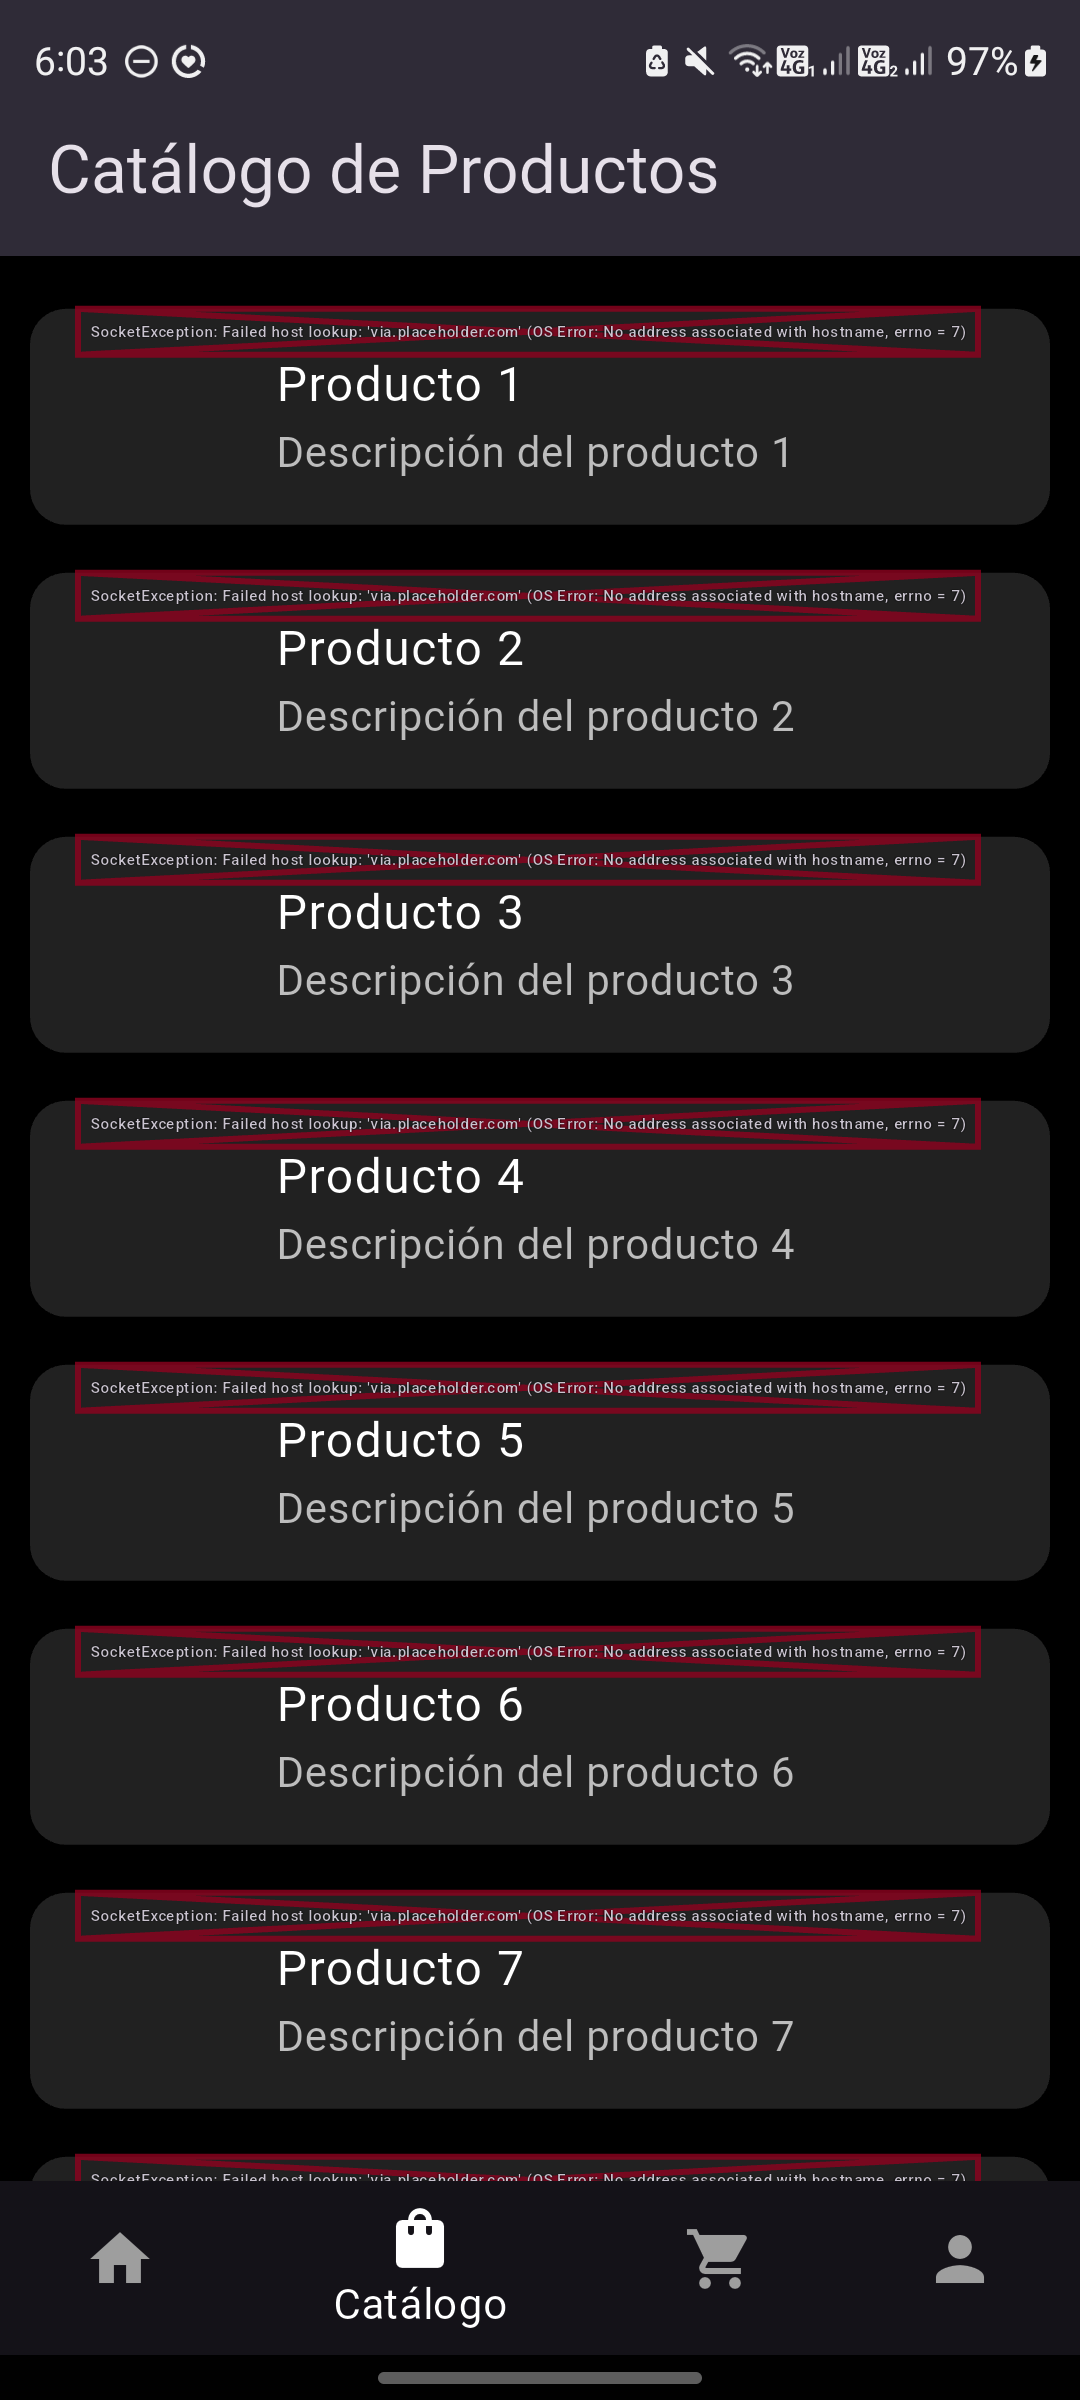 6:03
Voz 4G 1 Voz 4G 2 97%
Catálogo de Productos
SocketException: Failed host lookup: 'via.placeholder.com' (OS Error: No address associated with hostname, errno = 7)
Producto 1
Descripción del producto 1
SocketException: Failed host lookup: 'via.placeholder.com' (OS Error: No address associated with hostname, errno = 7)
Producto 2
Descripción del producto 2
SocketException: Failed host lookup: 'via.placeholder.com' (OS Error: No address associated with hostname, errno = 7)
Producto 3
Descripción del producto 3
SocketException: Failed host lookup: 'via.placeholder.com' (OS Error: No address associated with hostname, errno = 7)
Producto 4
Descripción del producto 4
SocketException: Failed host lookup: 'via.placeholder.com' (OS Error: No address associated with hostname, errno = 7)
Producto 5
Descripción del producto 5
SocketException: Failed host lookup: 'via.placeholder.com' (OS Error: No address associated with hostname, errno = 7)
Producto 6
Descripción del producto 6
SocketException: Failed host lookup: 'via.placeholder.com' (OS Error: No address associated with hostname, errno = 7)
Producto 7
Descripción del producto 7
SocketException: Failed host lookup: 'via.placeholder.com' (OS Error: No address associated with hostname, errno = 7)
Catálogo